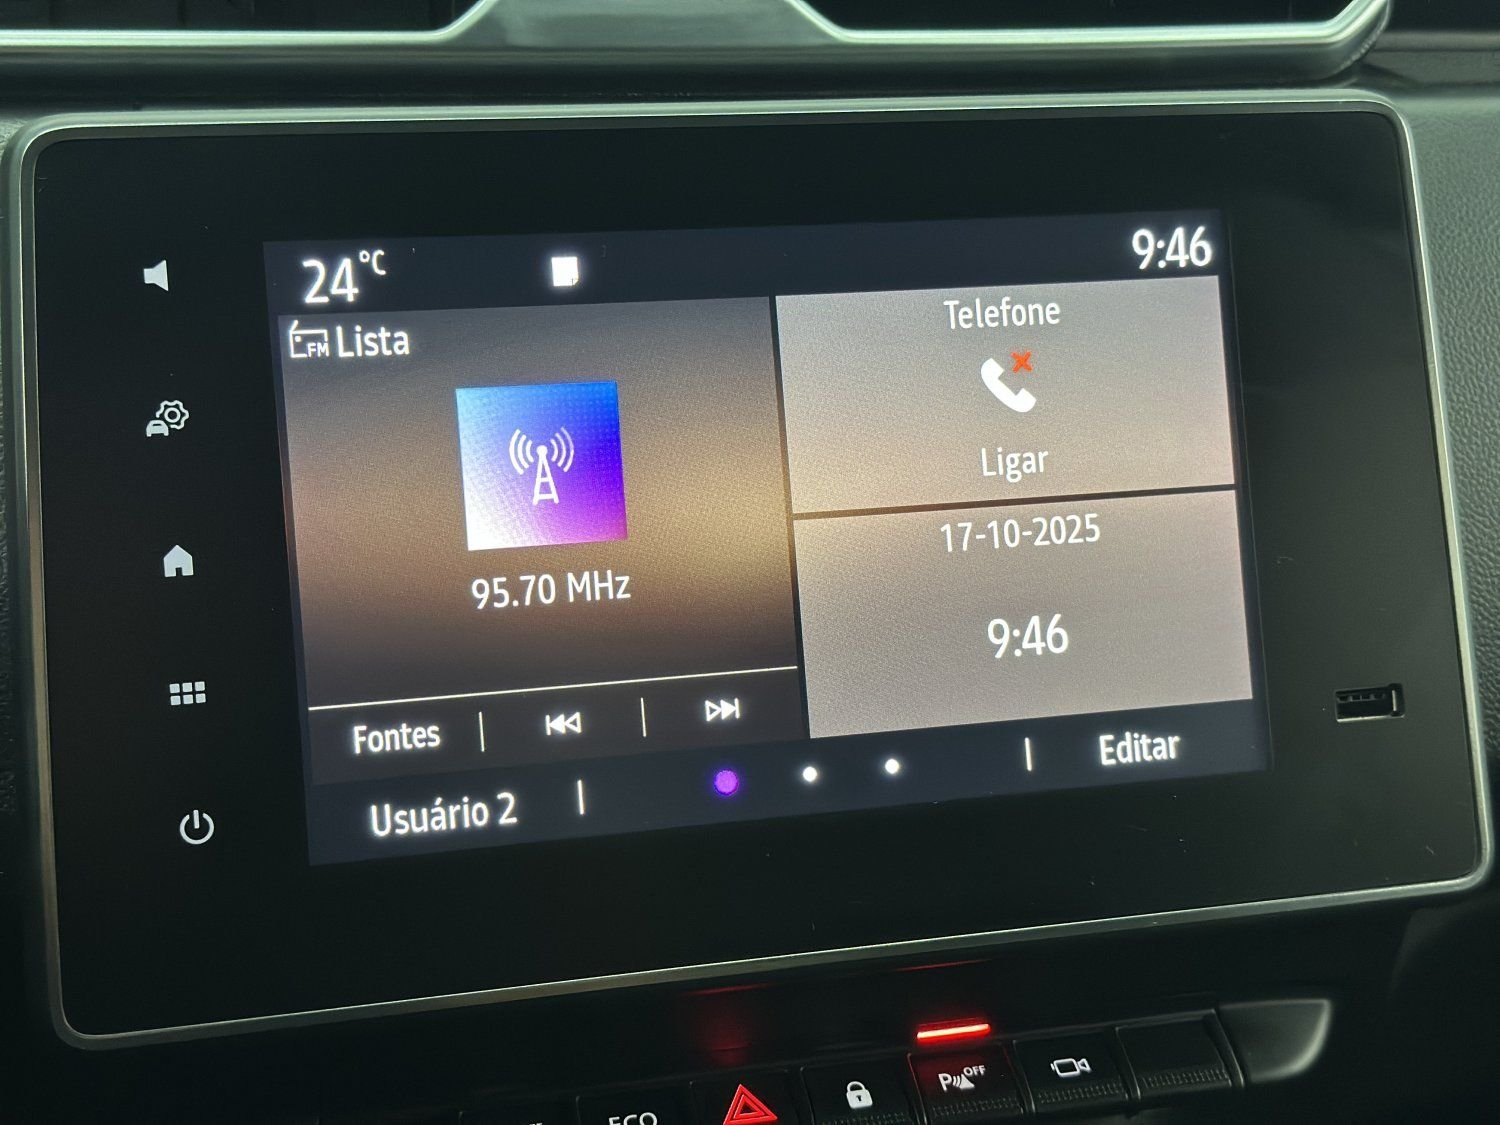 24°C
9:46
FM Lista
Telefone
Ligar
95.70 MHz
17-10-2025
9:46
Fontes
Usuário 2
Editar
P OFF
ECO